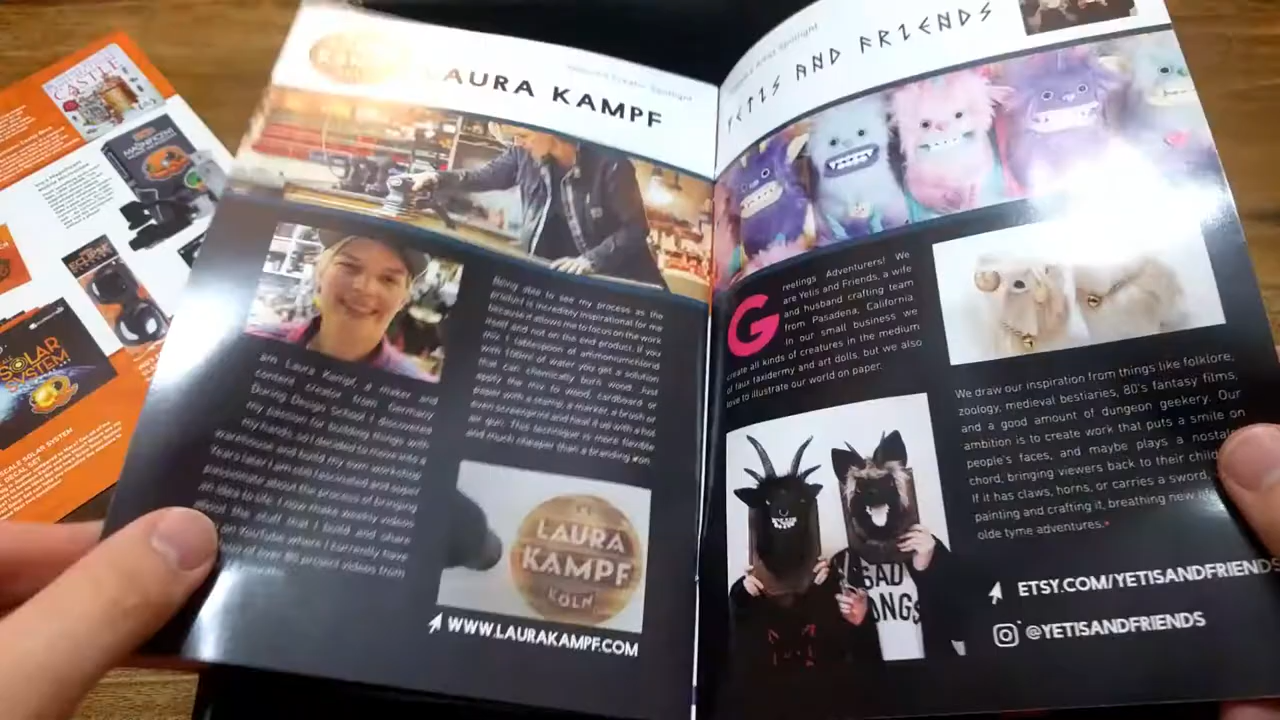 LAURA KAMPF
Being able to see my process as the
product is incredibly inspirational for me
because it allows me to focus on the work
itself and not on the end product. If you
mix 1 tablespoon of ammoniumchlorid
with 100ml of water you get a solution
that can chemically burn wood. Just
apply the mix to wood, cardboard or
paper with a stamp, a marker, a brush or
even screenprint and heat it up with a hot
air gun. This technique is more flexible
and much cheaper than a branding iron.
am Laura Kampf, a maker and
content creator from Germany
During Design School I discovered
my passion for building things with
my hands, so I decided to move into a
warehouse and build my own workshop
Years later I am still fascinated and super
passionate about the process of bringing
an idea to life. I now make weekly videos
about the stuff that I build and share
on YouTube where I currently have
of over 80 project videos from
LAURA
KAMPF
KÖLN
WWW.LAURAKAMPF.COM
YETIS AND FRIENDS
Greetings Adventurers! We
are Yetis and Friends, a wife
and husband crafting team
from Pasadena, California
In our small business we
create all kinds of creatures in the medium
of faux taxidermy and art dolls, but we also
love to illustrate our world on paper.
We draw our inspiration from things like folklore,
zoology, medieval bestiaries, 80's fantasy films,
and a good amount of dungeon geekery. Our
ambition is to create work that puts a smile on
people's faces, and maybe plays a nostal
chord, bringing viewers back to their child
If it has claws, horns, or carries a sword,
painting and crafting it, breathing new life
olde tyme adventures.
SAD
ONGS
ETSY.COM/YETISANDFRIENDS
@YETISANDFRIENDS
CASTLE
MAGNIFICENT
ECLIPSE
SOLAR
SYSTEM!
SCALE SOLAR SYSTEM
DECAL SET